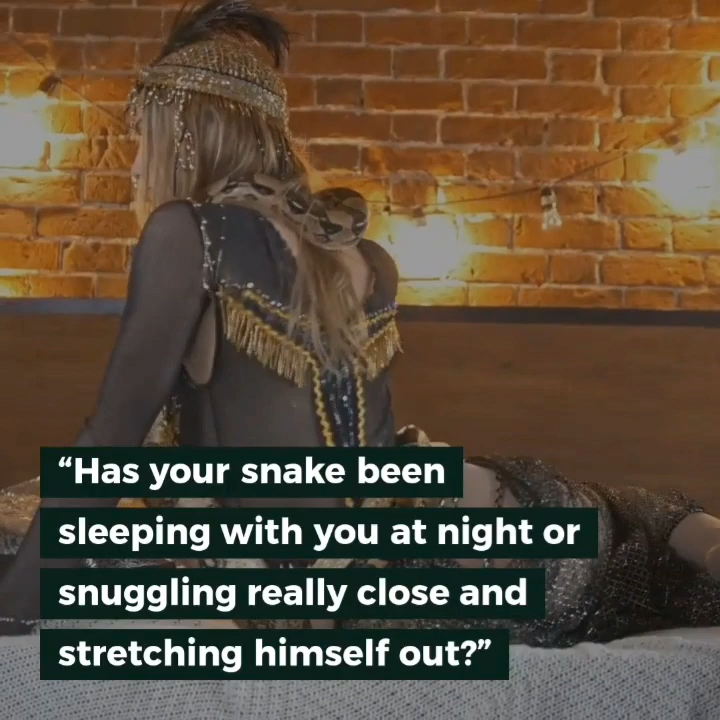 “Has your snake been
sleeping with you at night or
snuggling really close and
stretching himself out?”